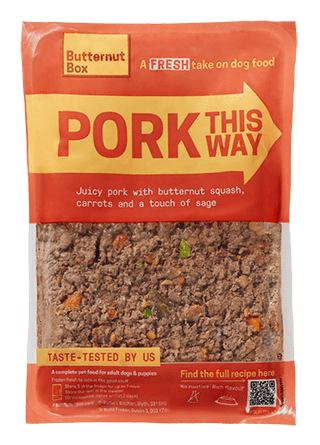 Butternut
Box
A FRESH take on dog food
PORK THIS
WAY
Juicy pork with butternut squash,
carrots and a touch of sage
TASTE-TESTED BY US
A complete pet food for adult dogs & puppies
Find the full recipe here